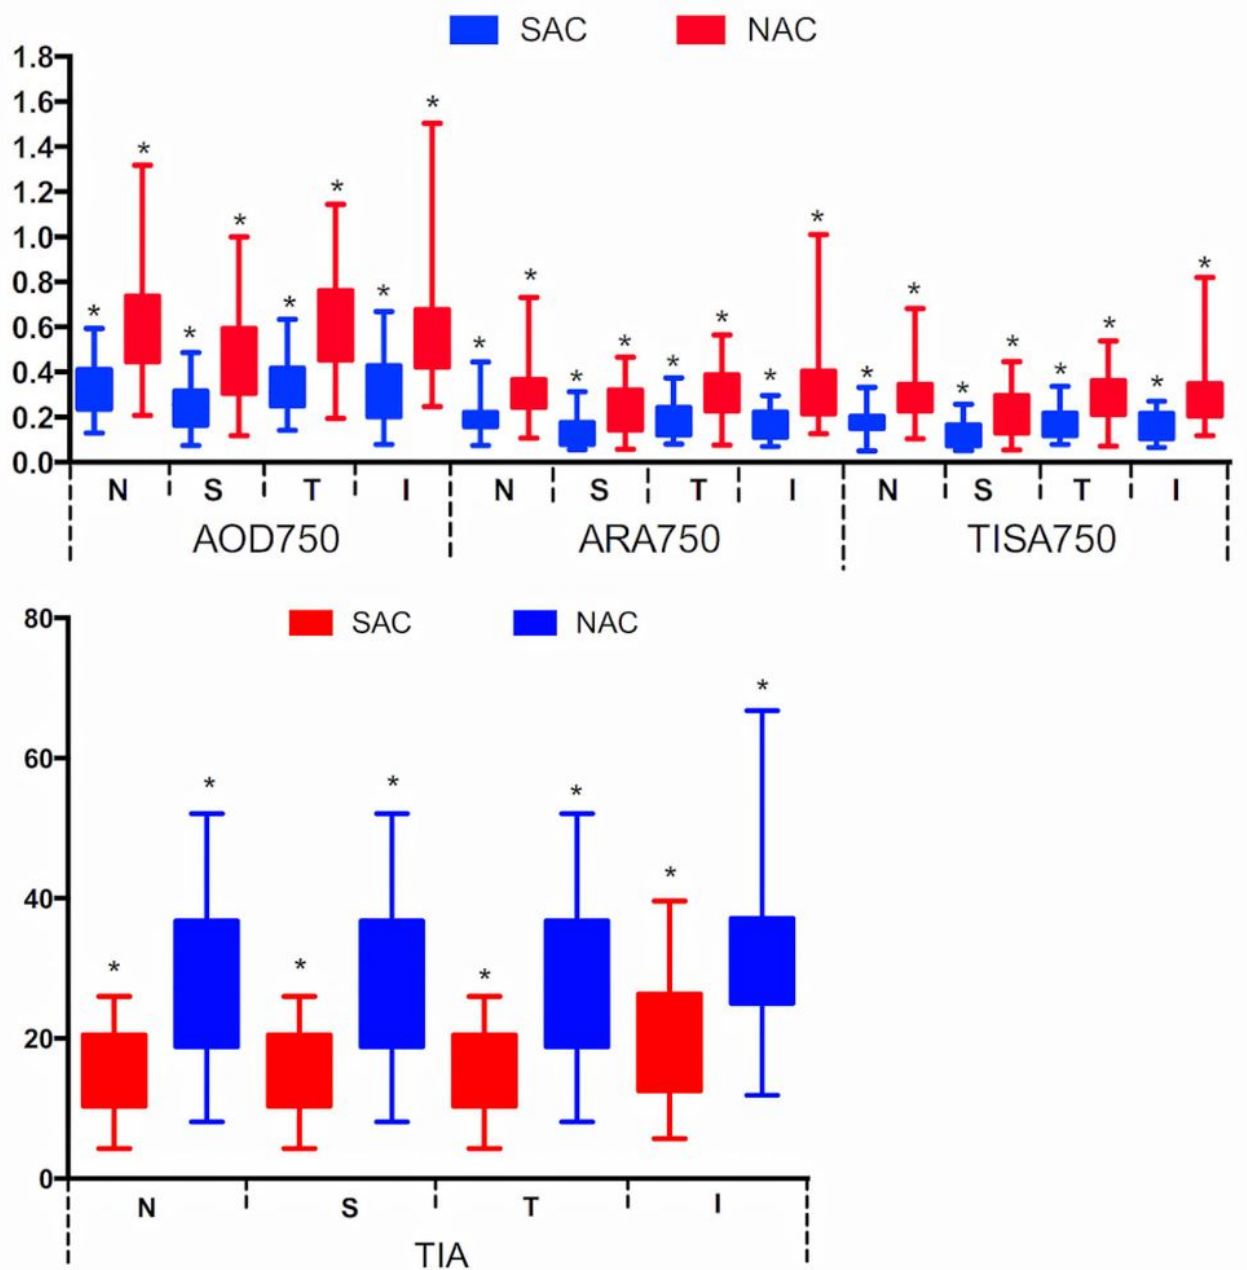 SAC NAC
1.8
1.6
1.4
1.2
1.0
0.8
0.6
0.4
0.2
0.0
* * * * * * * * * * * * * * * * * * * * * * * *
N S T I N S T I N S T I
AOD750 ARA750 TISA750
SAC NAC
80
60
40
20
0
* * * * * * * *
N S T I
TIA